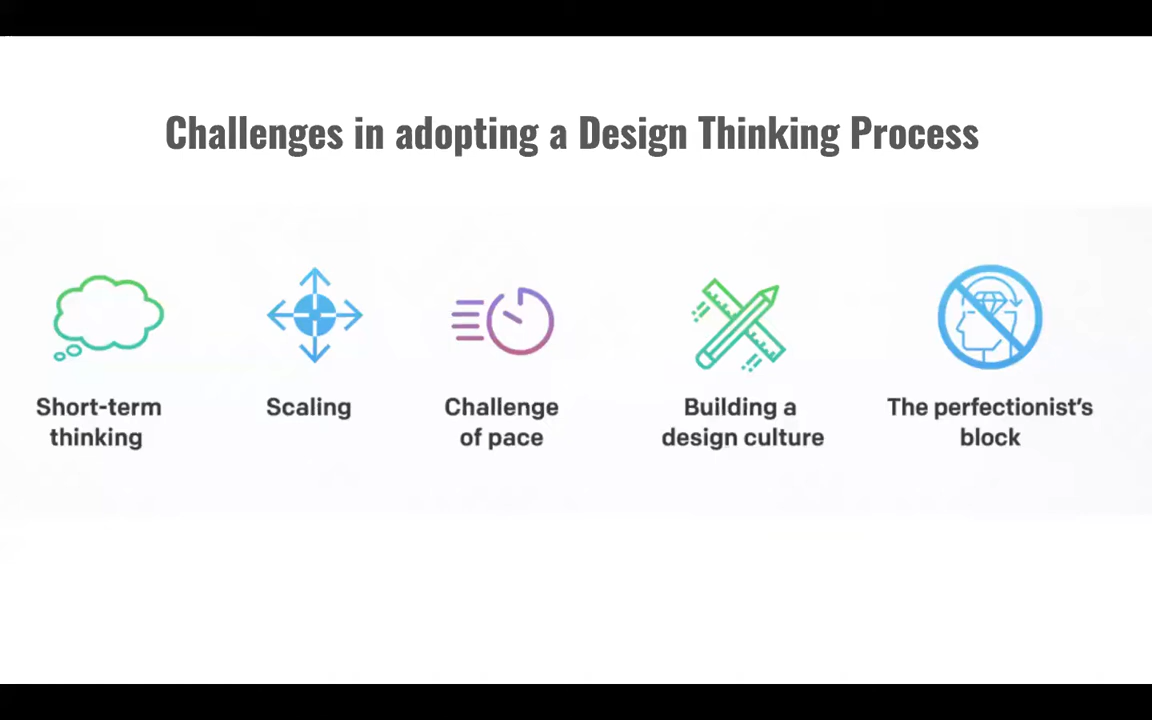 Challenges in adopting a Design Thinking Process
Short-term
thinking
Scaling
Challenge
of pace
Building a
design culture
The perfectionist’s
block